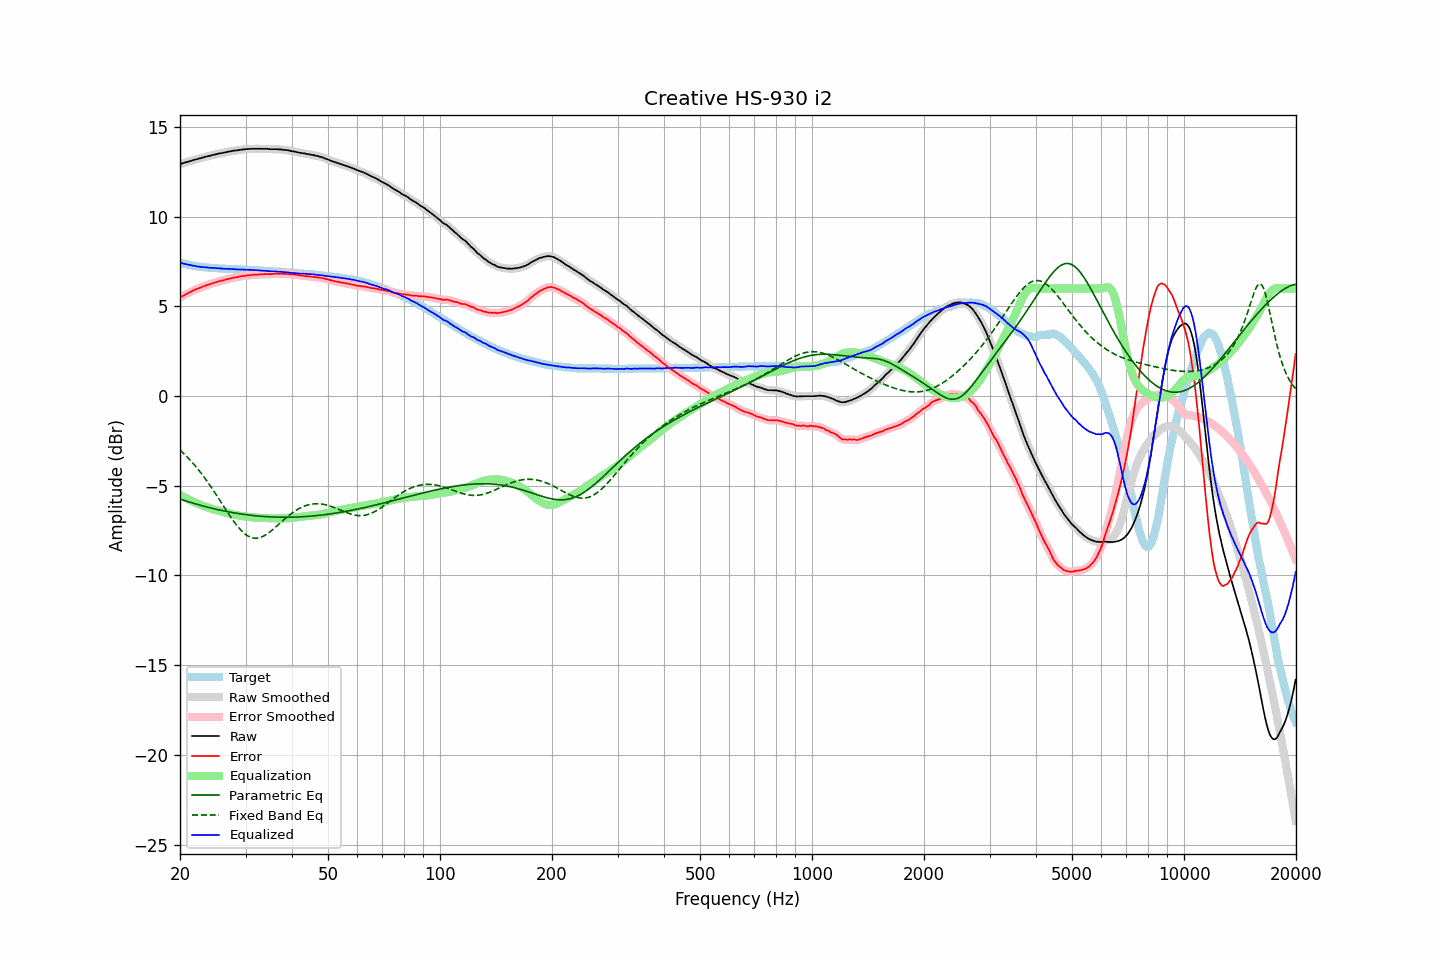 Creative HS-930 i2
Amplitude (dBr)
15
10
5
0
−5
−10
−15
−20
−25
Target
Raw Smoothed
Error Smoothed
Raw
Error
Equalization
Parametric Eq
Fixed Band Eq
Equalized
20 50 100 200 500 1000 2000 5000 10000 20000
Frequency (Hz)